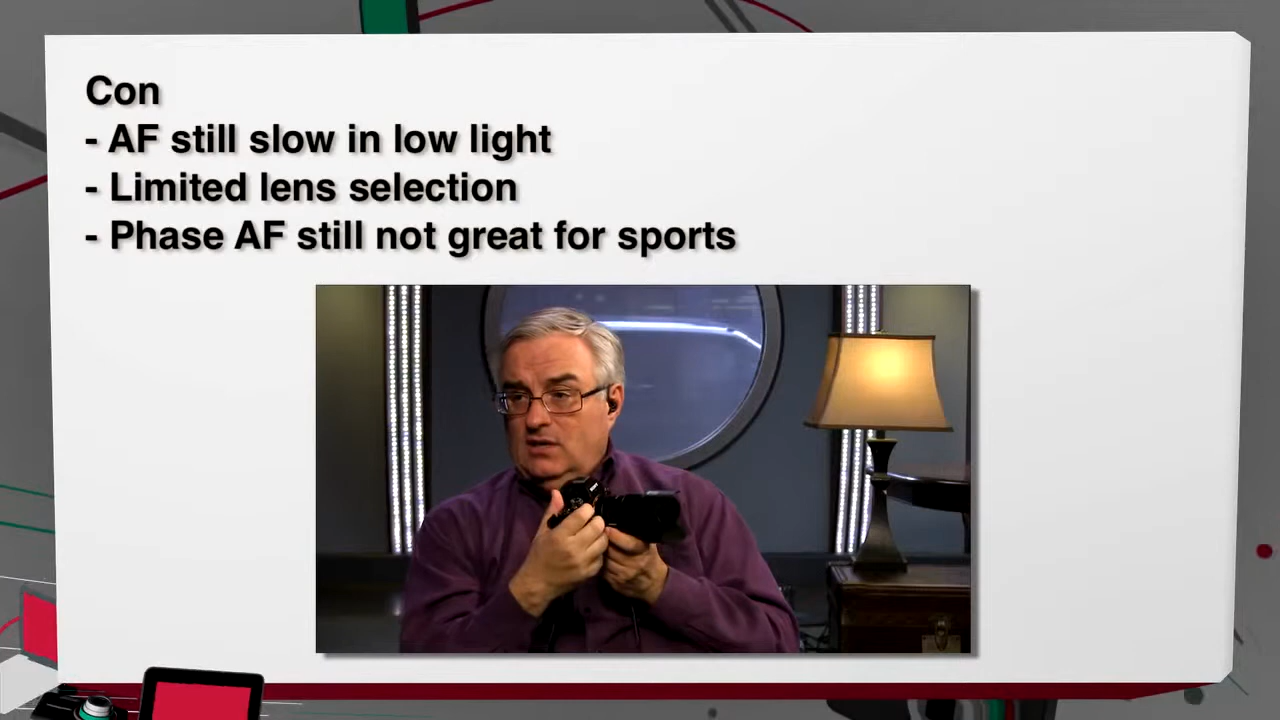 Con
- AF still slow in low light
- Limited lens selection
- Phase AF still not great for sports